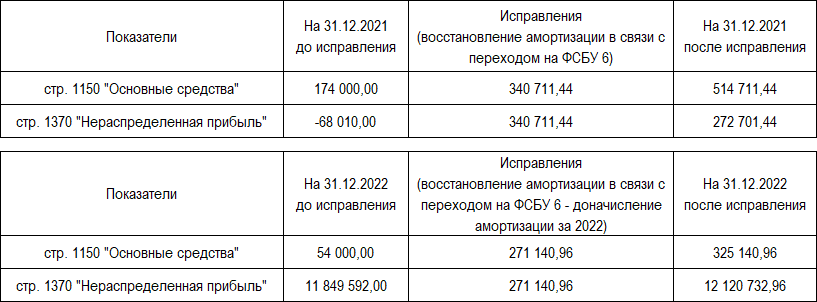 Показатели
На 31.12.2021
до исправления
Исправления
(восстановление амортизации в связи с
переходом на ФСБУ 6)
На 31.12.2021
после исправления
стр. 1150 "Основные средства"
174 000,00
340 711,44
514 711,44
стр. 1370 "Нераспределенная прибыль"
-68 010,00
340 711,44
272 701,44
Показатели
На 31.12.2022
до исправления
Исправления
(восстановление амортизации в связи с
переходом на ФСБУ 6 - доначисление
амортизации за 2022)
На 31.12.2022
после исправления
стр. 1150 "Основные средства"
54 000,00
271 140,96
325 140,96
стр. 1370 "Нераспределенная прибыль"
11 849 592,00
271 140,96
12 120 732,96